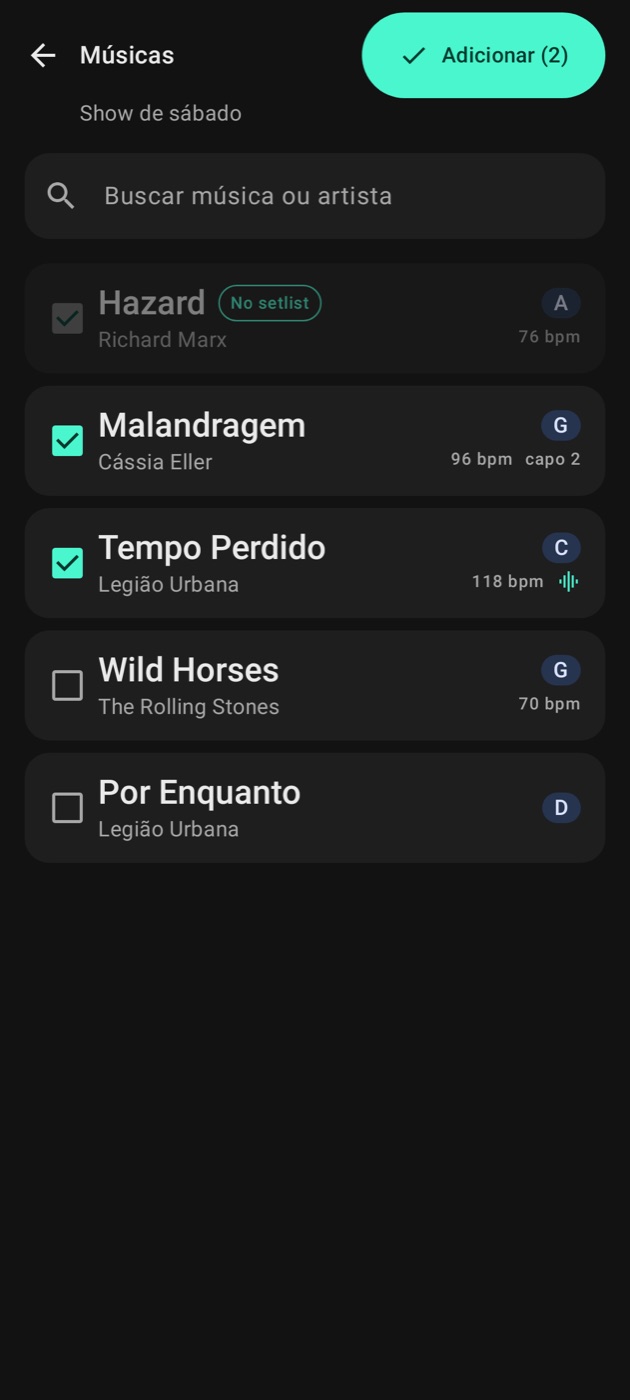 Músicas
Adicionar (2)
Show de sábado
Buscar música ou artista
Hazard No setlist A
Richard Marx 76 bpm
Malandragem G
Cássia Eller 96 bpm capo 2
Tempo Perdido C
Legião Urbana 118 bpm
Wild Horses G
The Rolling Stones 70 bpm
Por Enquanto D
Legião Urbana